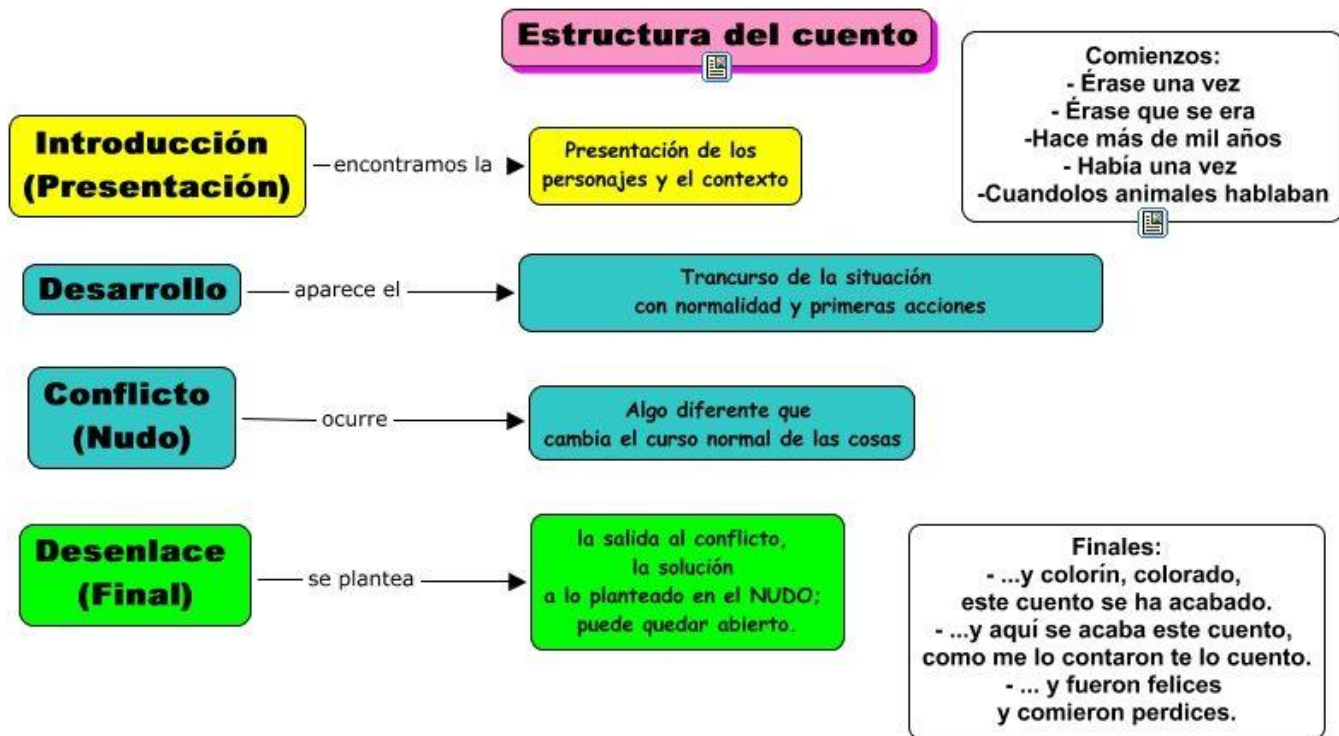 Estructura del cuento
Comienzos:
- Érase una vez
- Érase que se era
-Hace más de mil años
- Había una vez
-Cuandolos animales hablaban
Introducción
(Presentación)
encontramos la
Presentación de los
personajes y el contexto
Desarrollo
aparece el
Trancurso de la situación
con normalidad y primeras acciones
Conflicto
(Nudo)
ocurre
Algo diferente que
cambia el curso normal de las cosas
Desenlace
(Final)
se plantea
la salida al conflicto,
la solución
a lo planteado en el NUDO;
puede quedar abierto.
Finales:
- ...y colorín, colorado,
este cuento se ha acabado.
- ...y aquí se acaba este cuento,
como me lo contaron te lo cuento.
- ... y fueron felices
y comieron perdices.